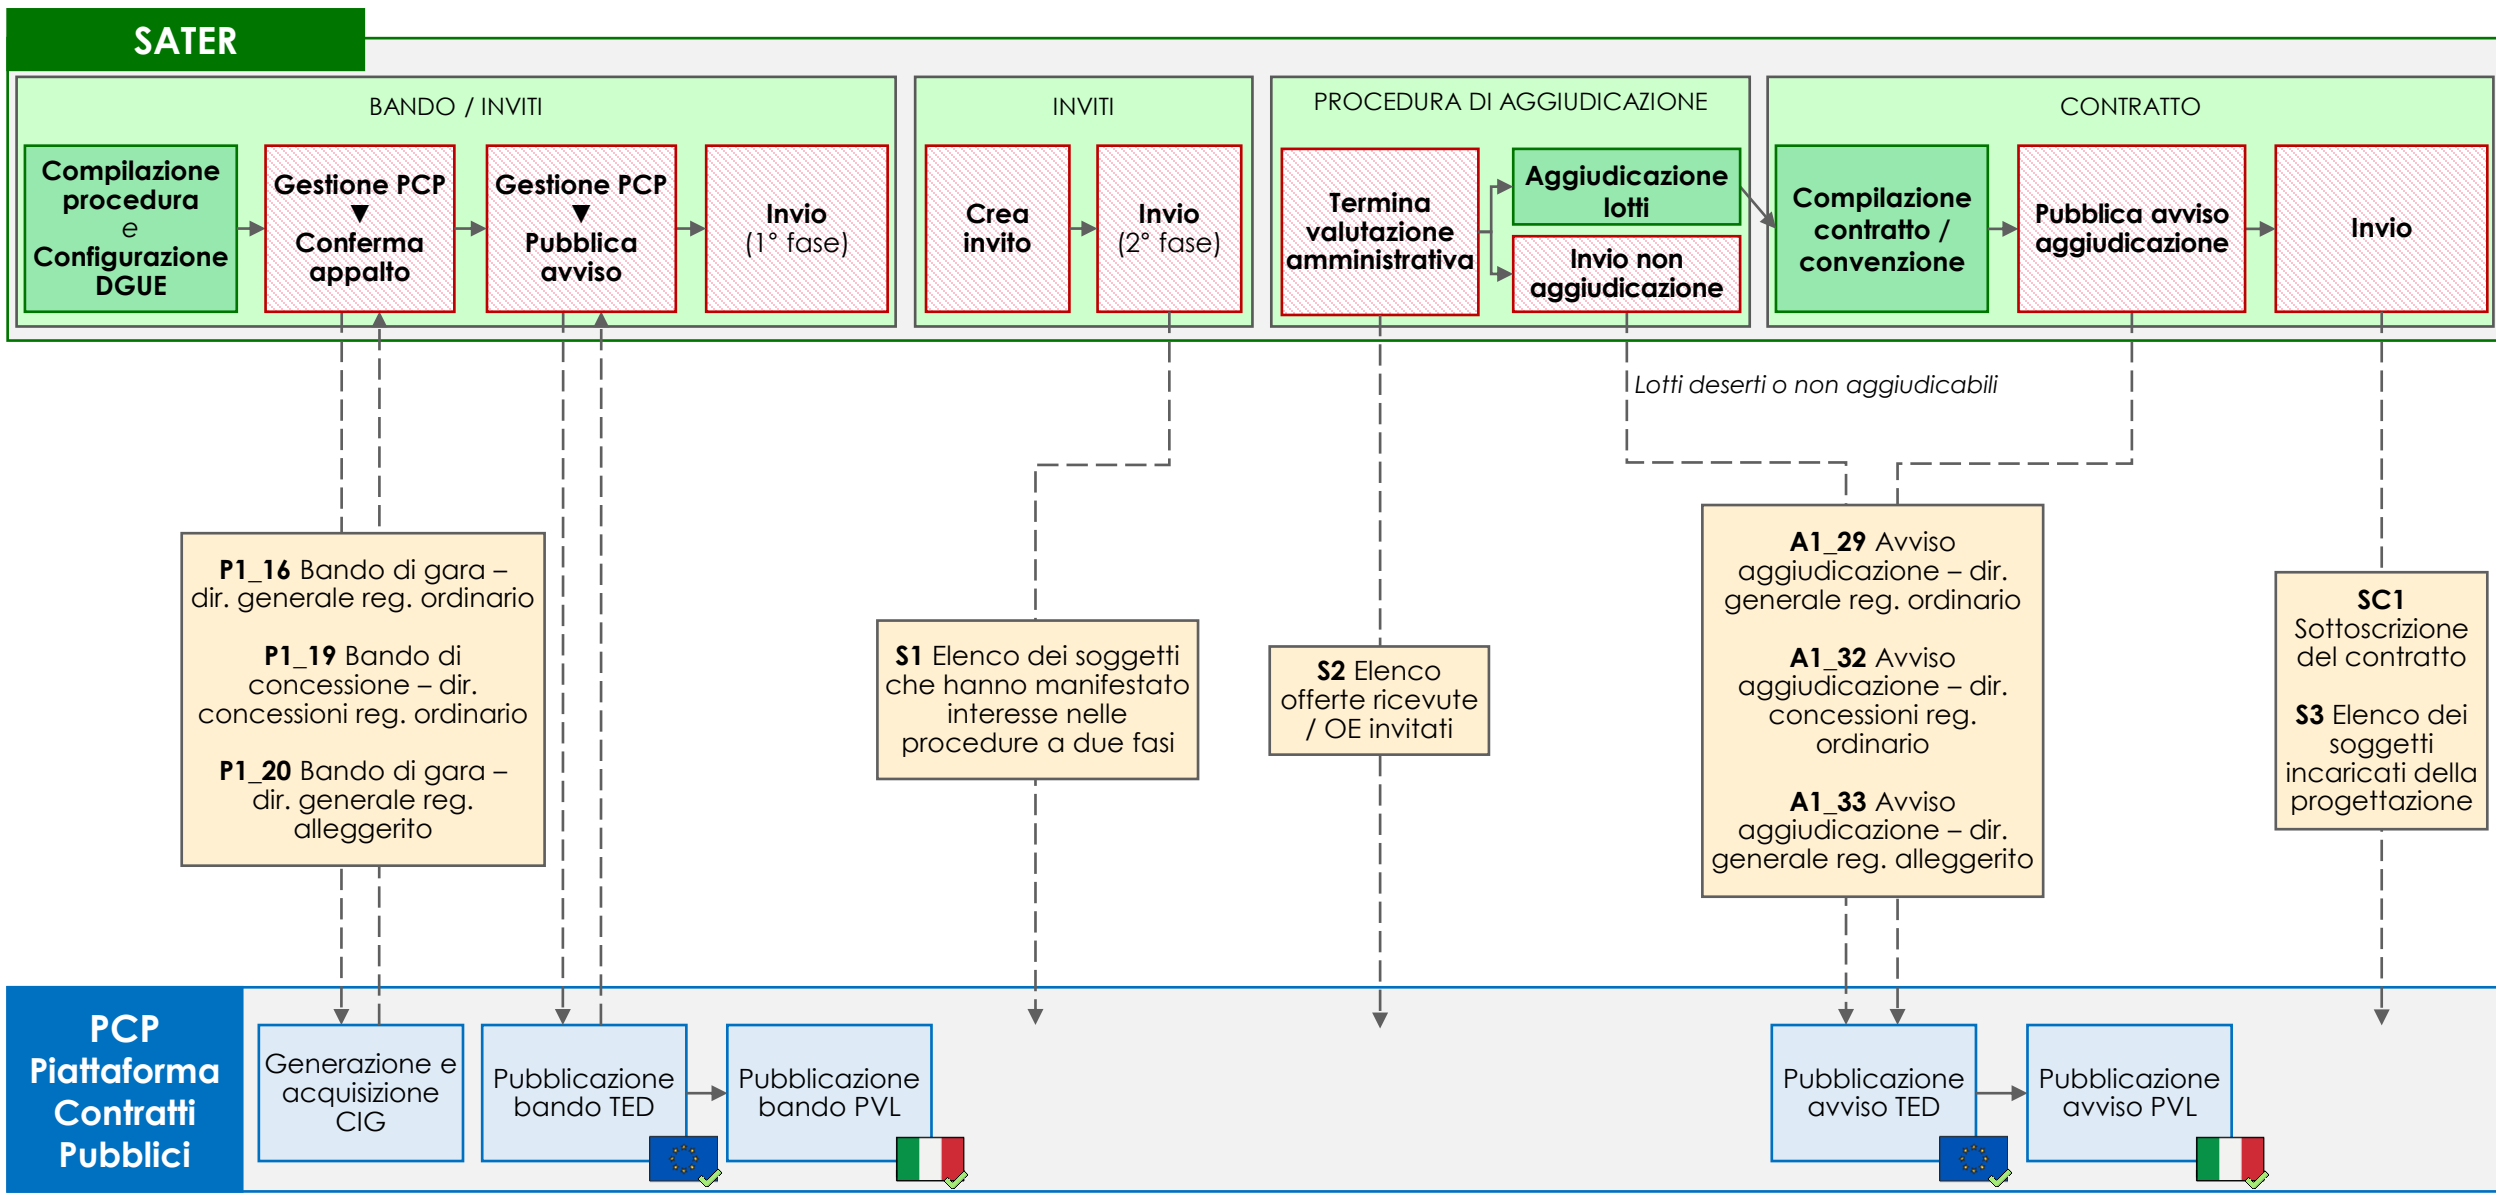 SATER
BANDO / INVITI
Compilazione
procedura
e
Configurazione
DGUE
Gestione PCP
▼
Conferma
appalto
Gestione PCP
▼
Pubblica
avviso
Invio
(1° fase)
INVITI
Crea
invito
Invio
(2° fase)
PROCEDURA DI AGGIUDICAZIONE
Termina
valutazione
amministrativa
Aggiudicazione
lotti
Invio non
aggiudicazione
CONTRATTO
Compilazione
contratto /
convenzione
Pubblica avviso
aggiudicazione
Invio
Lotti deserti o non aggiudicabili
P1_16 Bando di gara –
dir. generale reg. ordinario
P1_19 Bando di
concessione – dir.
concessioni reg. ordinario
P1_20 Bando di gara –
dir. generale reg.
alleggerito
S1 Elenco dei soggetti
che hanno manifestato
interesse nelle
procedure a due fasi
S2 Elenco
offerte ricevute
/ OE invitati
A1_29 Avviso
aggiudicazione – dir.
generale reg. ordinario
A1_32 Avviso
aggiudicazione – dir.
concessioni reg.
ordinario
A1_33 Avviso
aggiudicazione – dir.
generale reg. alleggerito
SC1
Sottoscrizione
del contratto
S3 Elenco dei
soggetti
incaricati della
progettazione
PCP
Piattaforma
Contratti
Pubblici
Generazione e
acquisizione
CIG
Pubblicazione
bando TED
Pubblicazione
bando PVL
Pubblicazione
avviso TED
Pubblicazione
avviso PVL